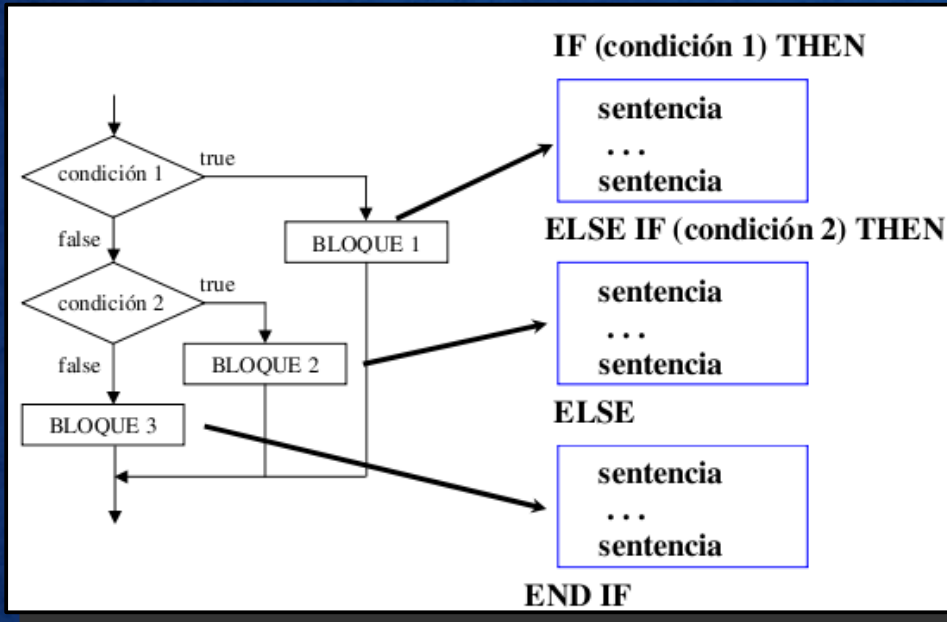 condición 1
true
false
BLOQUE 1
condición 2
true
false
BLOQUE 2
BLOQUE 3
IF (condición 1) THEN
sentencia
. . .
sentencia
ELSE IF (condición 2) THEN
sentencia
. . .
sentencia
ELSE
sentencia
. . .
sentencia
END IF